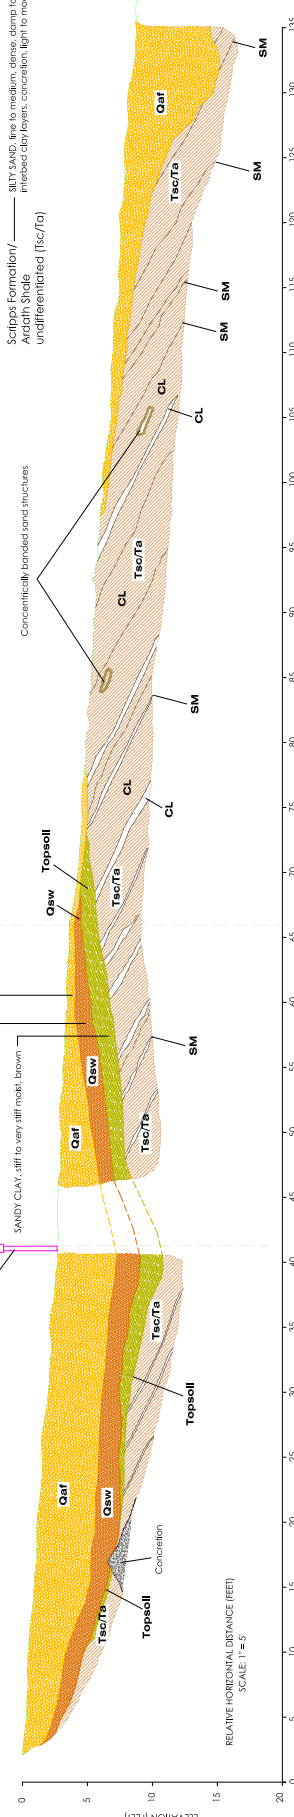 Scripps Formation/
Ardath Shale
undifferentiated (Tsc/Ta)
SILTY SAND, fine to medium, dense, damp to
interbed clay layers, concretion, light to mo
Concentrically banded sand structures
SANDY CLAY, stiff to very stiff moist, brown
Qaf
Qsw
Tsc/Ta
Topsoil
Concretion
Tsc/Ta
Topsoil
Qaf
Qsw
Tsc/Ta
SM
Qsw
Topsoil
Tsc/Ta
CL
CL
SM
CL
Tsc/Ta
CL
CL
SM
SM
Tsc/Ta
Qaf
SM
SM
RELATIVE HORIZONTAL DISTANCE (FEET)
SCALE: 1" = 5'
0
5
10
15
20
0 5 10 15 20 25 30 35 40 45 50 55 60 65 70 75 80 85 90 95 100 105 110 115 120 125 130 135